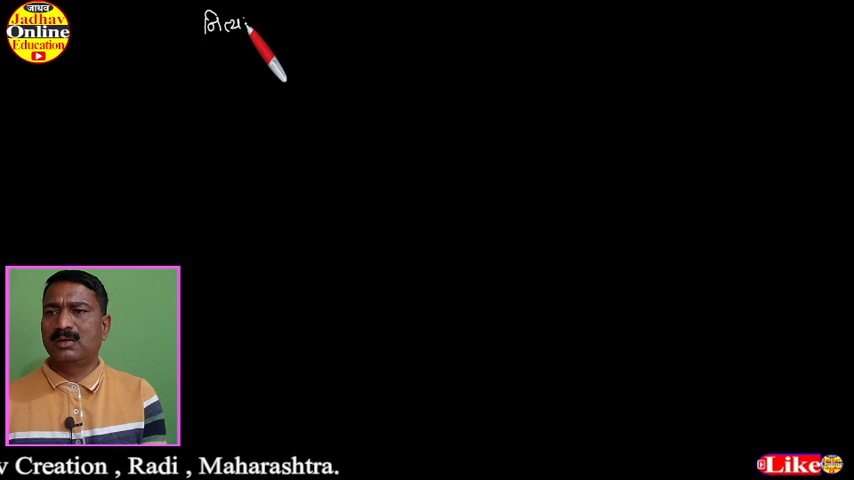 जाधव
Jadhav
Online
Education
नित्य
v Creation , Radi , Maharashtra.
Like